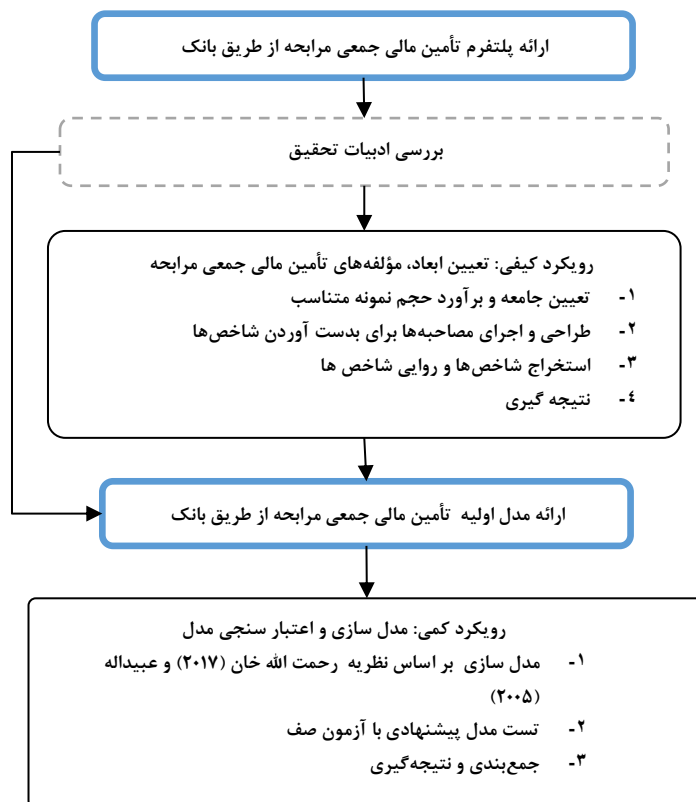 ارائه پلتفرم تأمین مالی جمعی مرابحه از طریق بانک
بررسی ادبیات تحقیق
رویکرد کیفی: تعیین ابعاد، مؤلفه‌های تأمین مالی جمعی مرابحه
۱- تعیین جامعه و برآورد حجم نمونه متناسب
۲- طراحی و اجرای مصاحبه‌ها برای بدست آوردن شاخص‌ها
۳- استخراج شاخص‌ها و روایی شاخص ها
٤- نتیجه گیری
ارائه مدل اولیه تأمین مالی جمعی مرابحه از طریق بانک
رویکرد کمی: مدل سازی و اعتبار سنجی مدل
۱- مدل سازی بر اساس نظریه رحمت الله خان (۲۰۱۷) و عبیداله
(۲۰۰۵)
۲- تست مدل پیشنهادی با آزمون صف
۳- جمع‌بندی و نتیجه‌گیری